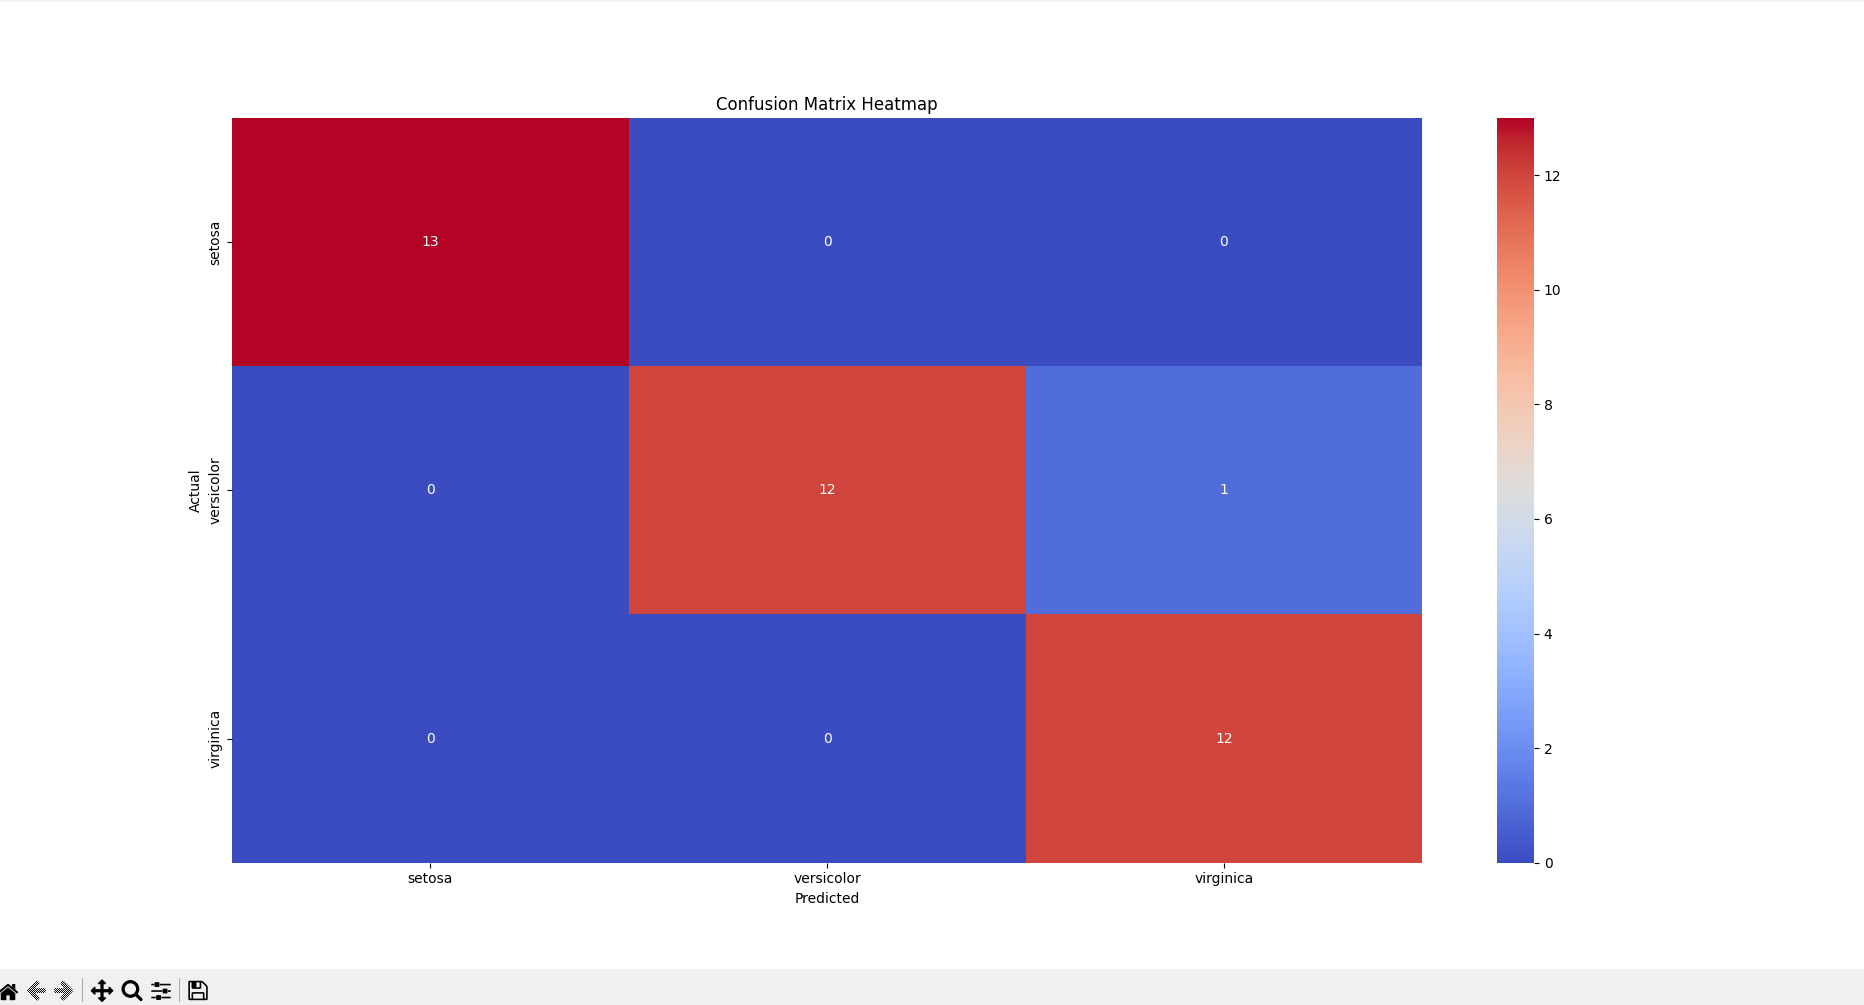 Confusion Matrix Heatmap
setosa
13
0
0
Actual
versicolor
0
12
1
virginica
0
0
12
setosa
versicolor
virginica
Predicted
12
10
8
6
4
2
0